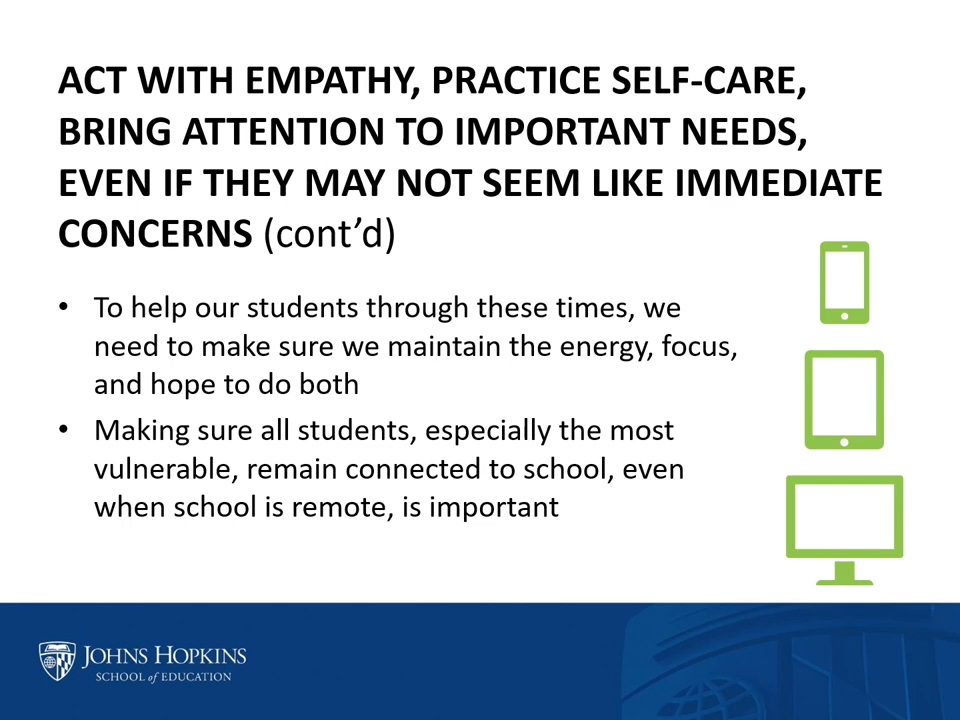 ACT WITH EMPATHY, PRACTICE SELF-CARE,
BRING ATTENTION TO IMPORTANT NEEDS,
EVEN IF THEY MAY NOT SEEM LIKE IMMEDIATE
CONCERNS (cont’d)
• To help our students through these times, we
need to make sure we maintain the energy, focus,
and hope to do both
• Making sure all students, especially the most
vulnerable, remain connected to school, even
when school is remote, is important
JOHNS HOPKINS
SCHOOL of EDUCATION